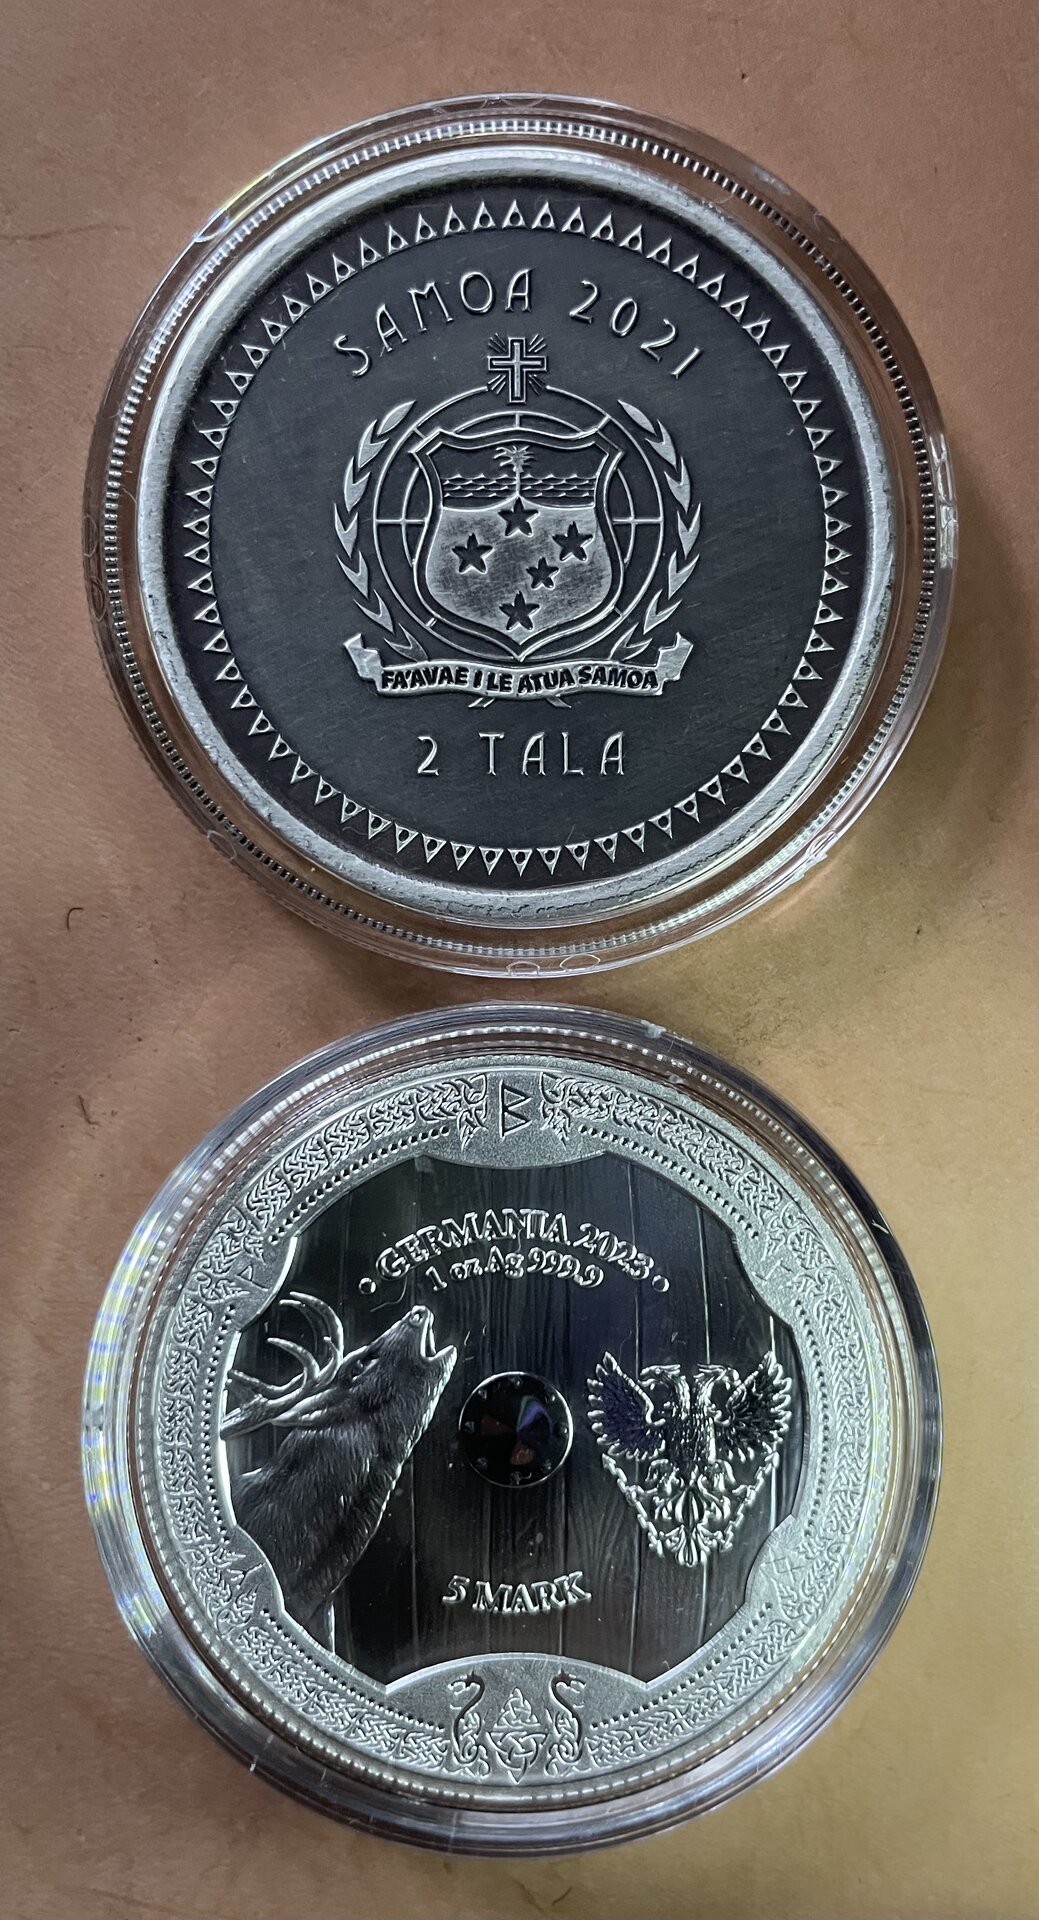 SAMOA 2021
FA'AVAE I LE ATUA SAMOA
2 TALA
ᛒ
• GERMANIA 2023 •
1 oz Ag 999.9
5 MARK